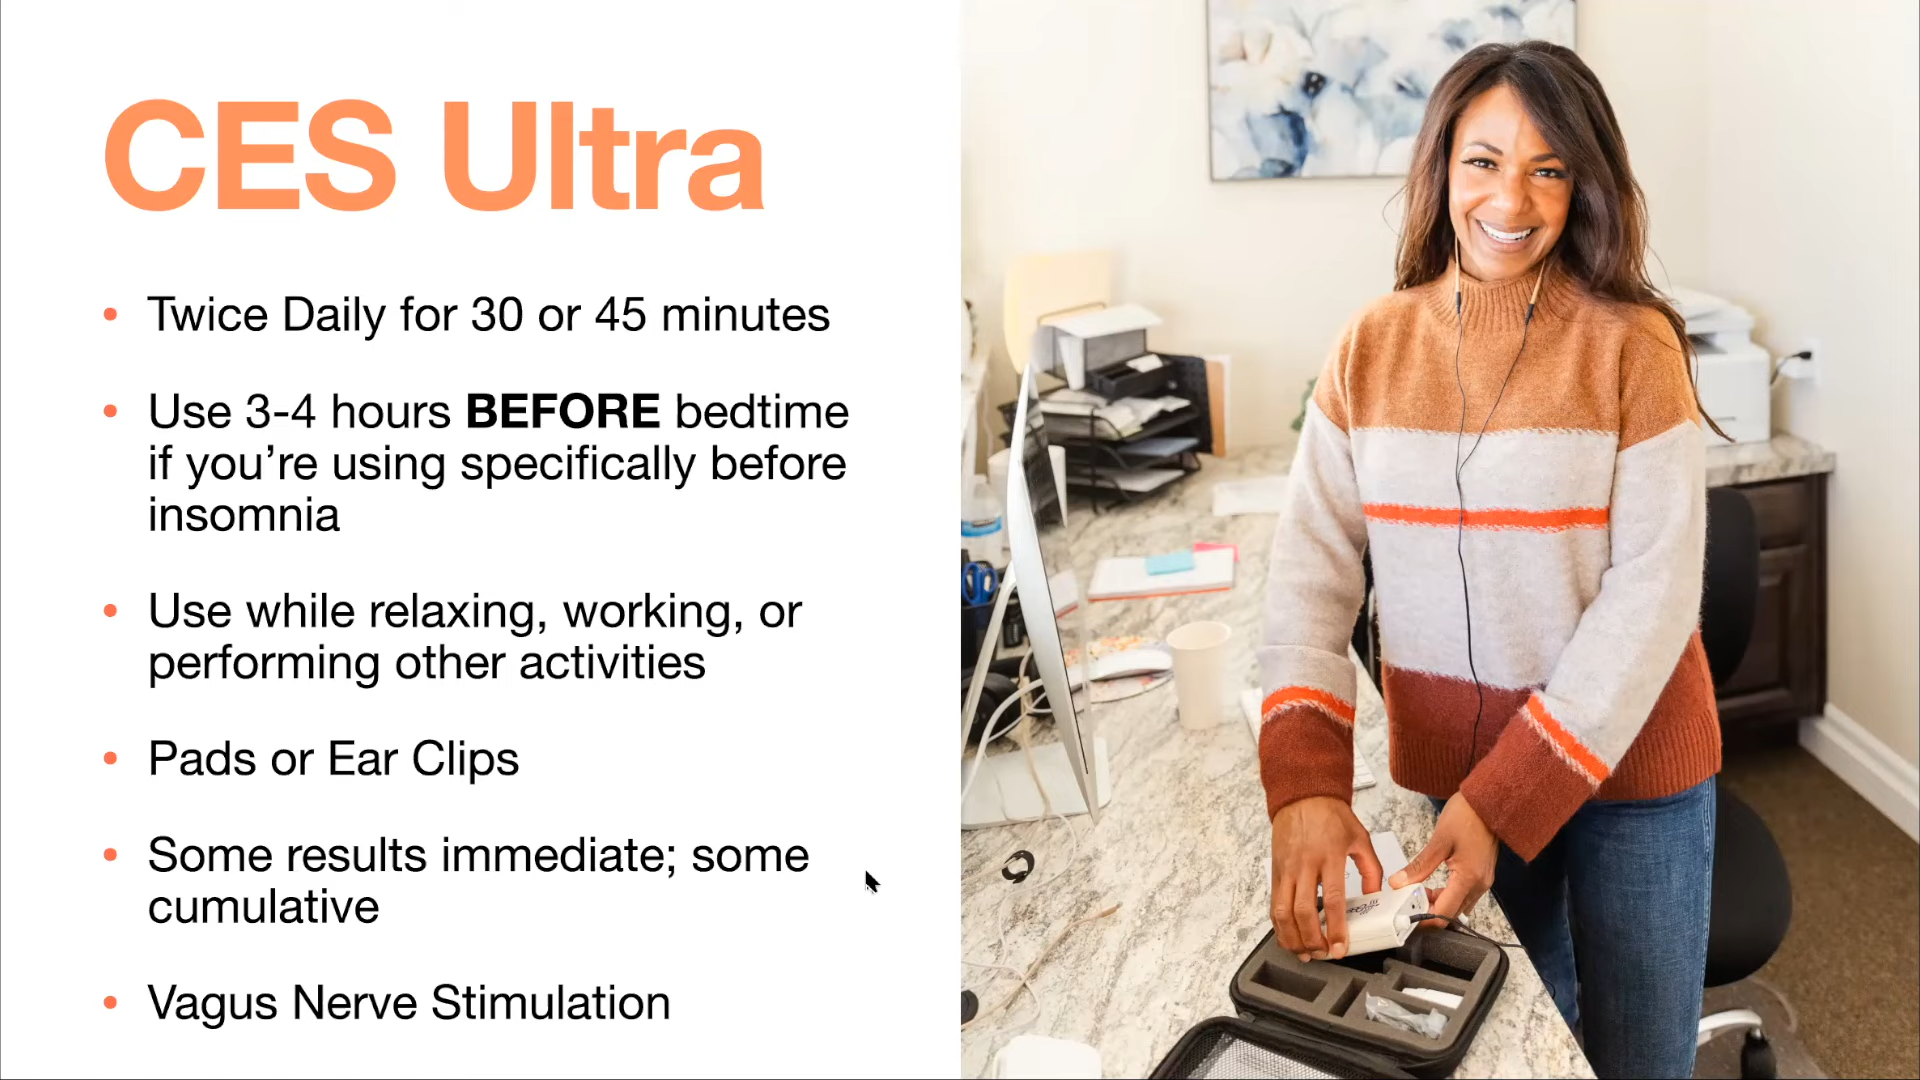 CES Ultra
• Twice Daily for 30 or 45 minutes
• Use 3-4 hours BEFORE bedtime
if you’re using specifically before
insomnia
• Use while relaxing, working, or
performing other activities
• Pads or Ear Clips
• Some results immediate; some
cumulative
• Vagus Nerve Stimulation